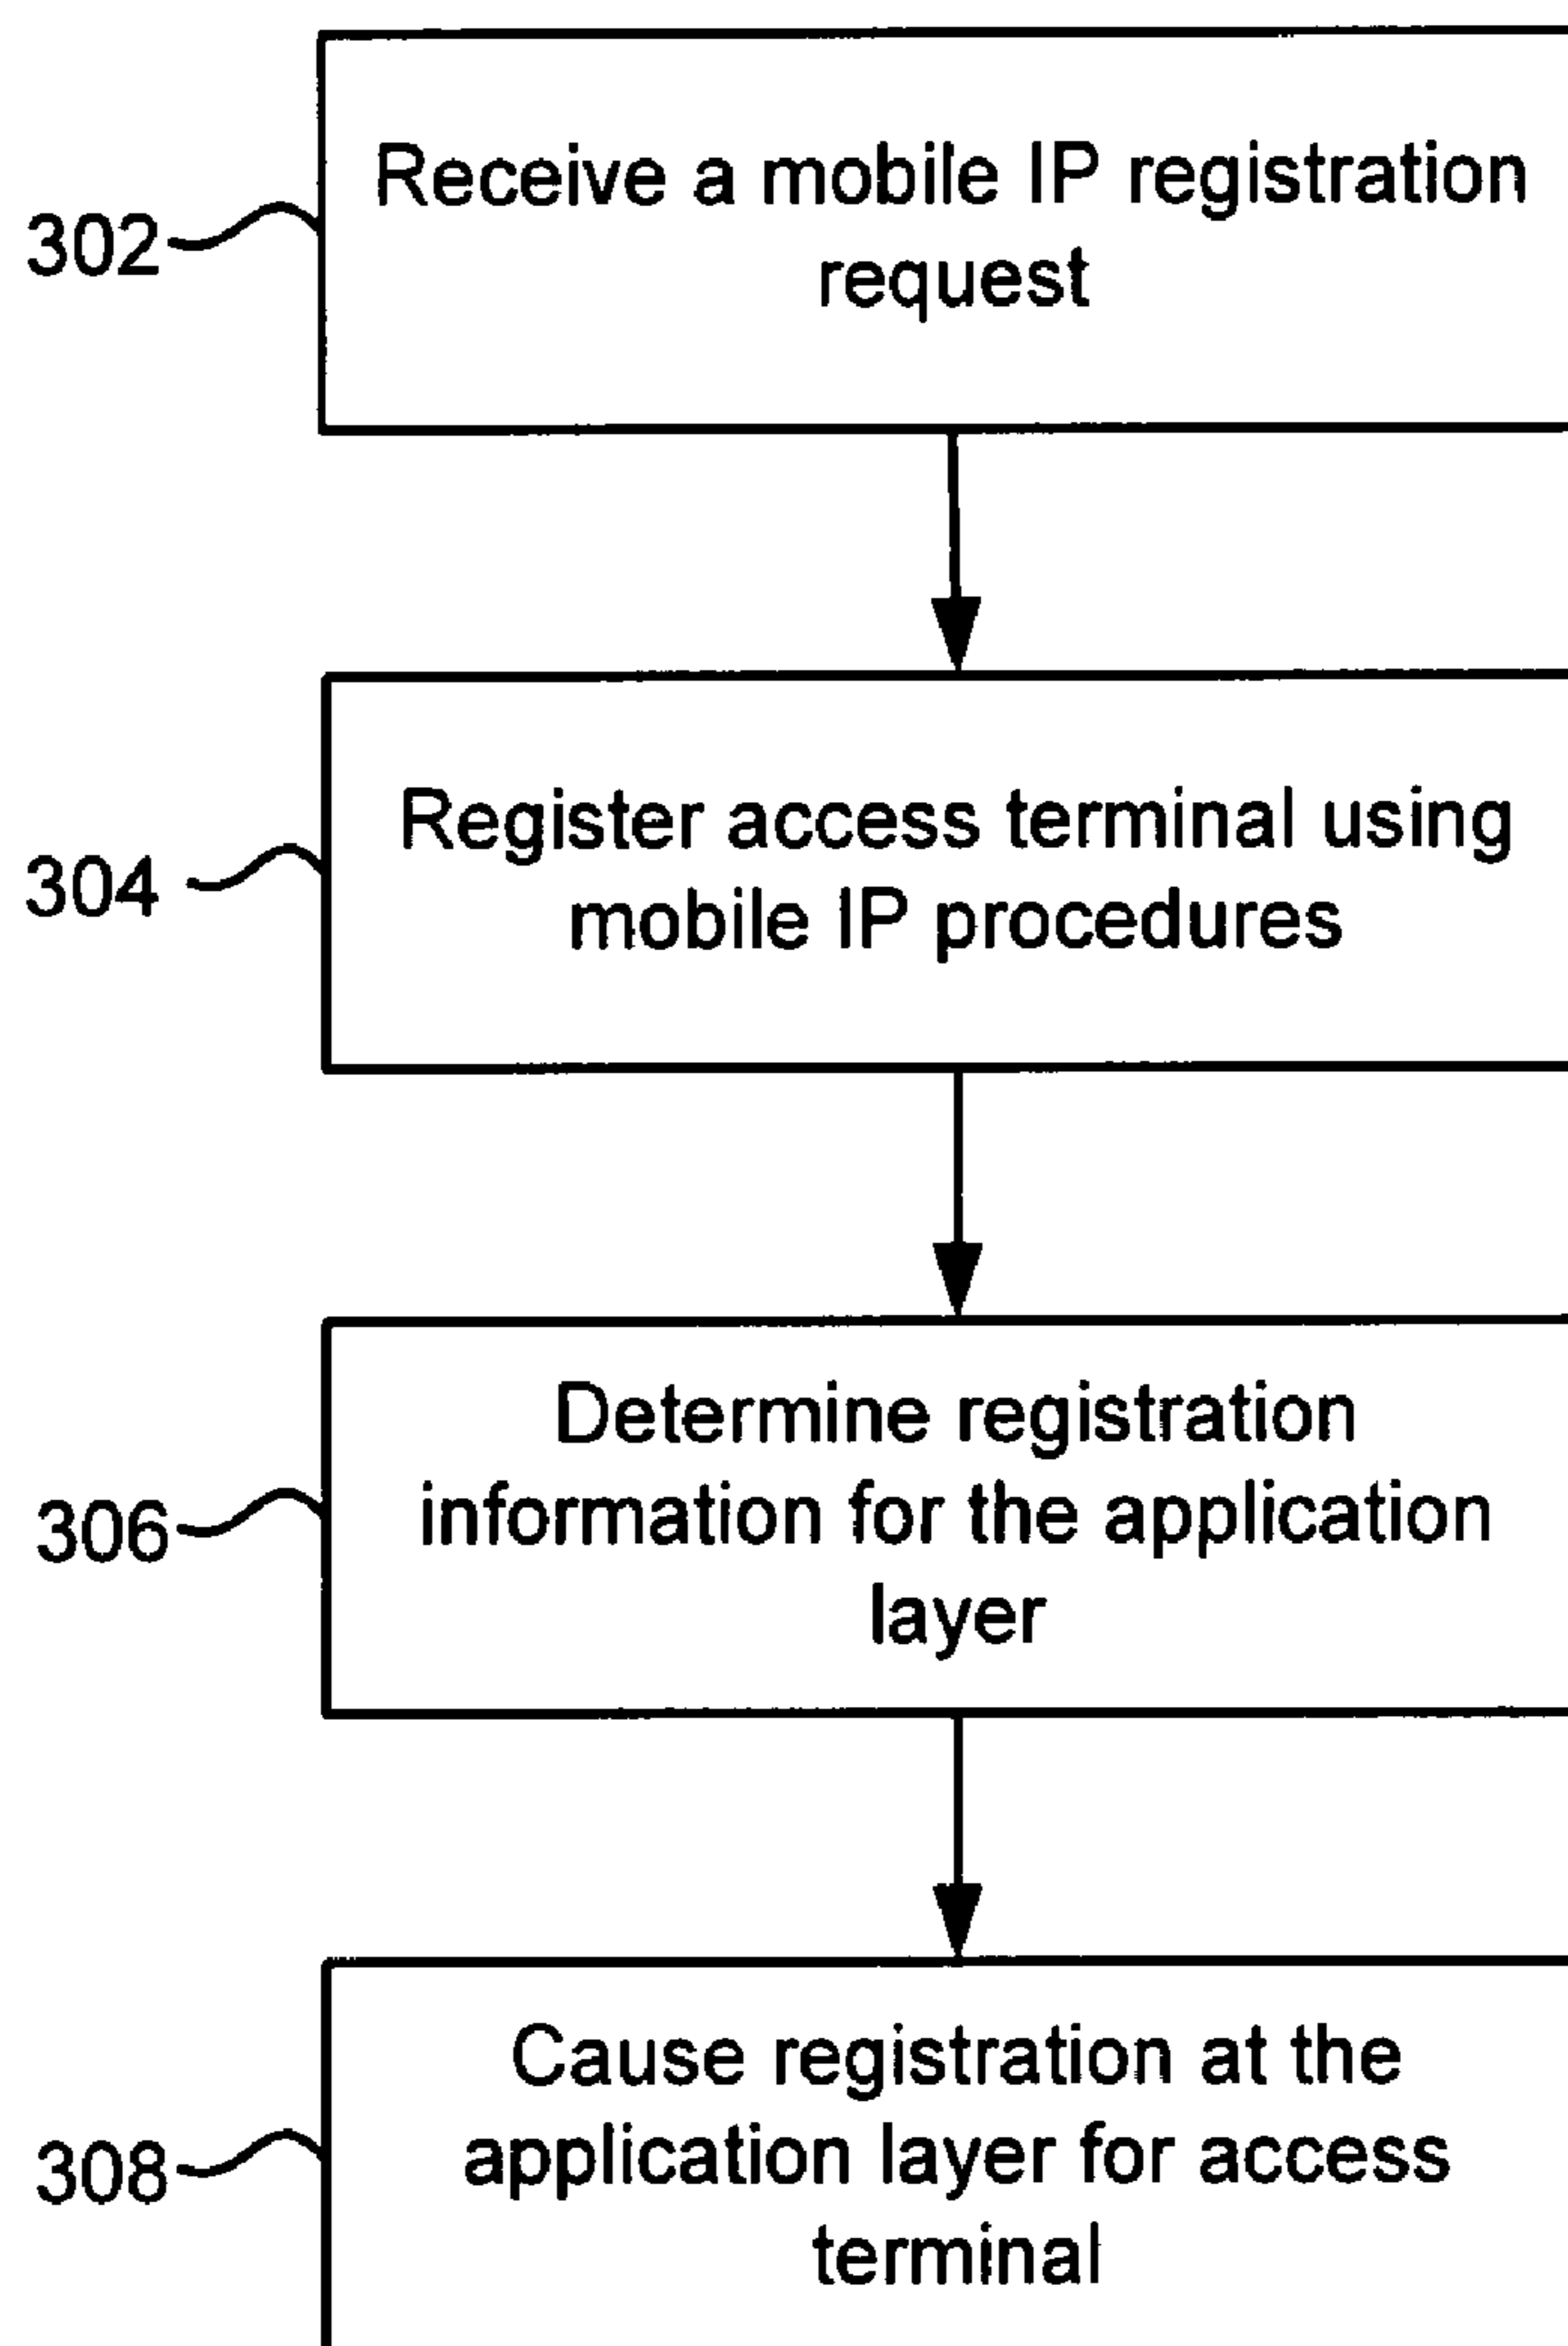 302
Receive a mobile IP registration
request
304
Register access terminal using
mobile IP procedures
306
Determine registration
information for the application
layer
308
Cause registration at the
application layer for access
terminal